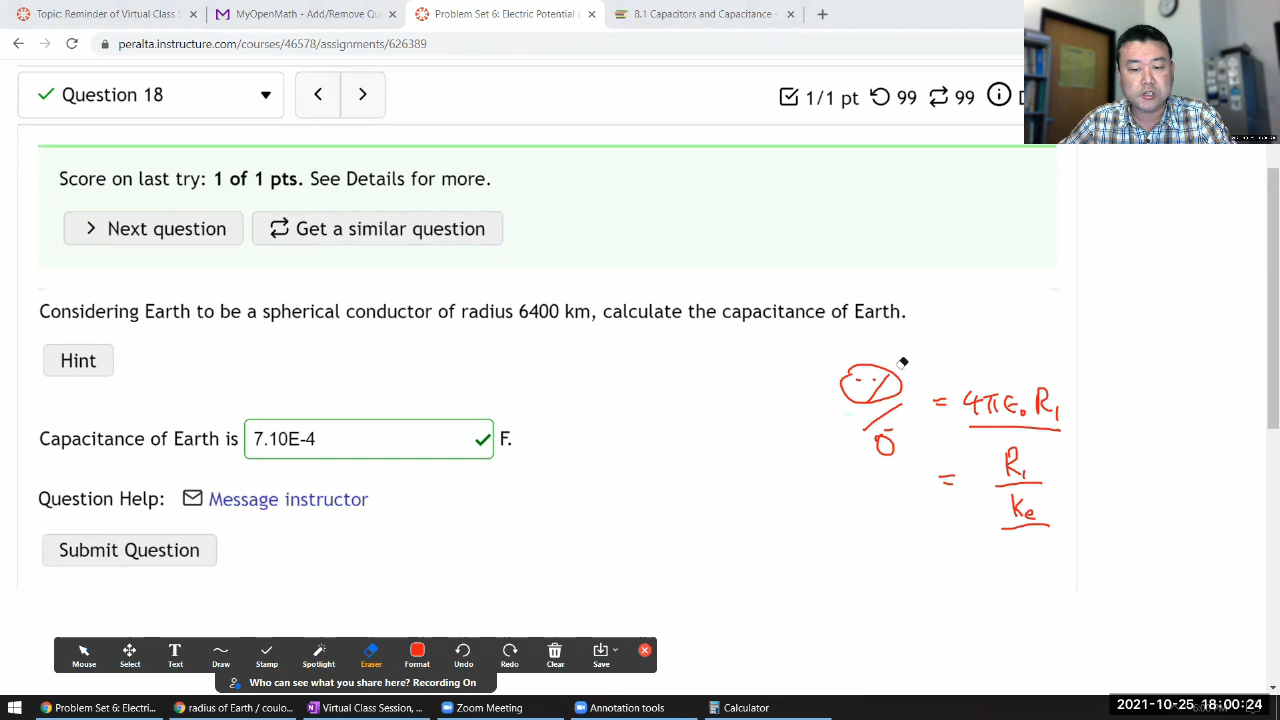 Topic: Reminder of Virtual Class S
MyOpenMath - Add/Remove Qu
Problem Set 6: Electric Potential a
8.1 Capacitors and Capacitance -
peralta.instructure.com/courses/46578/assignments/626389
Question 18
1/1 pt 99 99
Score on last try: 1 of 1 pts. See Details for more.
Next question
Get a similar question
Considering Earth to be a spherical conductor of radius 6400 km, calculate the capacitance of Earth.
Hint
= 4πϵ₀ R₁
Capacitance of Earth is 7.10E-4 F.
= R₁
kₑ
Question Help: Message instructor
Submit Question
Mouse Select Text Draw Stamp Spotlight Eraser Format Undo Redo Clear Save
Who can see what you share here? Recording On
Problem Set 6: Electri...
radius of Earth / coulo...
Virtual Class Session, ...
Zoom Meeting
Annotation tools
Calculator
2021-10-25 18:00:24